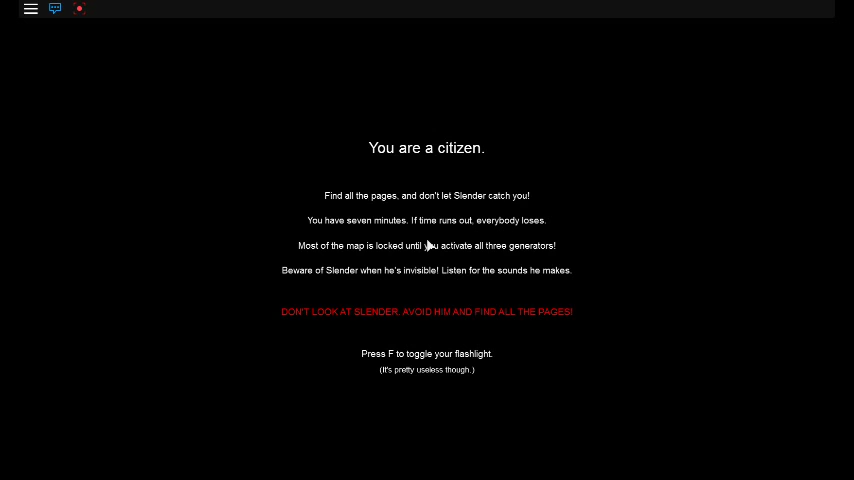 You are a citizen.
Find all the pages, and don't let Slender catch you!
You have seven minutes. If time runs out, everybody loses.
Most of the map is locked until you activate all three generators!
Beware of Slender when he's invisible! Listen for the sounds he makes.
DON'T LOOK AT SLENDER. AVOID HIM AND FIND ALL THE PAGES!
Press F to toggle your flashlight.
(It's pretty useless though.)